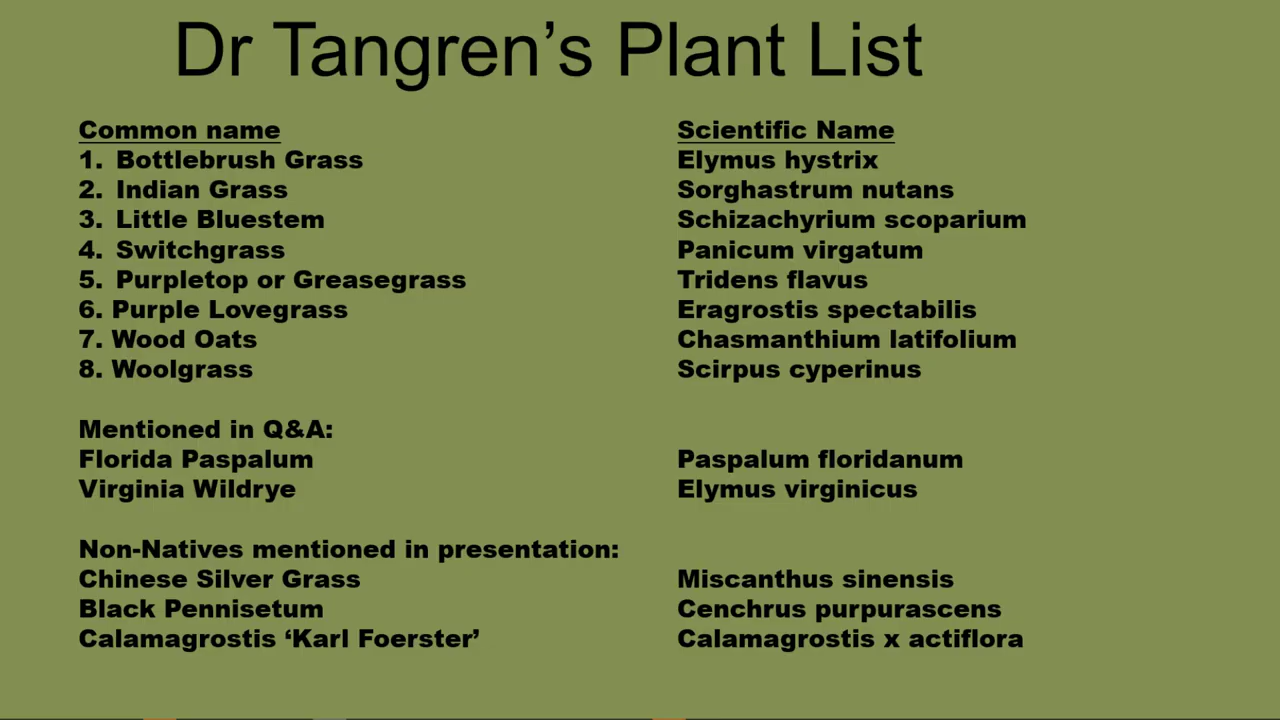 Dr Tangren’s Plant List
Common name Scientific Name
1. Bottlebrush Grass Elymus hystrix
2. Indian Grass Sorghastrum nutans
3. Little Bluestem Schizachyrium scoparium
4. Switchgrass Panicum virgatum
5. Purpletop or Greasegrass Tridens flavus
6. Purple Lovegrass Eragrostis spectabilis
7. Wood Oats Chasmanthium latifolium
8. Woolgrass Scirpus cyperinus
Mentioned in Q&A:
Florida Paspalum Paspalum floridanum
Virginia Wildrye Elymus virginicus
Non-Natives mentioned in presentation:
Chinese Silver Grass Miscanthus sinensis
Black Pennisetum Cenchrus purpurascens
Calamagrostis ‘Karl Foerster’ Calamagrostis x actiflora